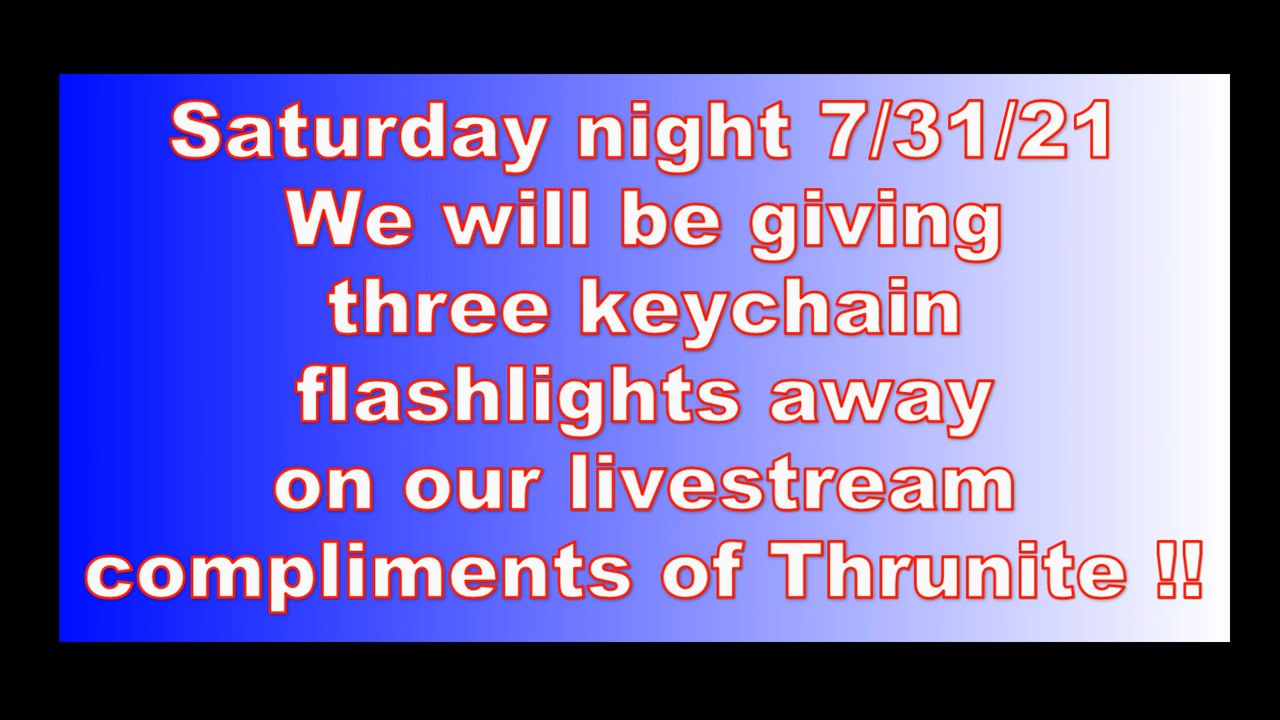 Saturday night 7/31/21
We will be giving
three keychain
flashlights away
on our livestream
compliments of Thrunite !!